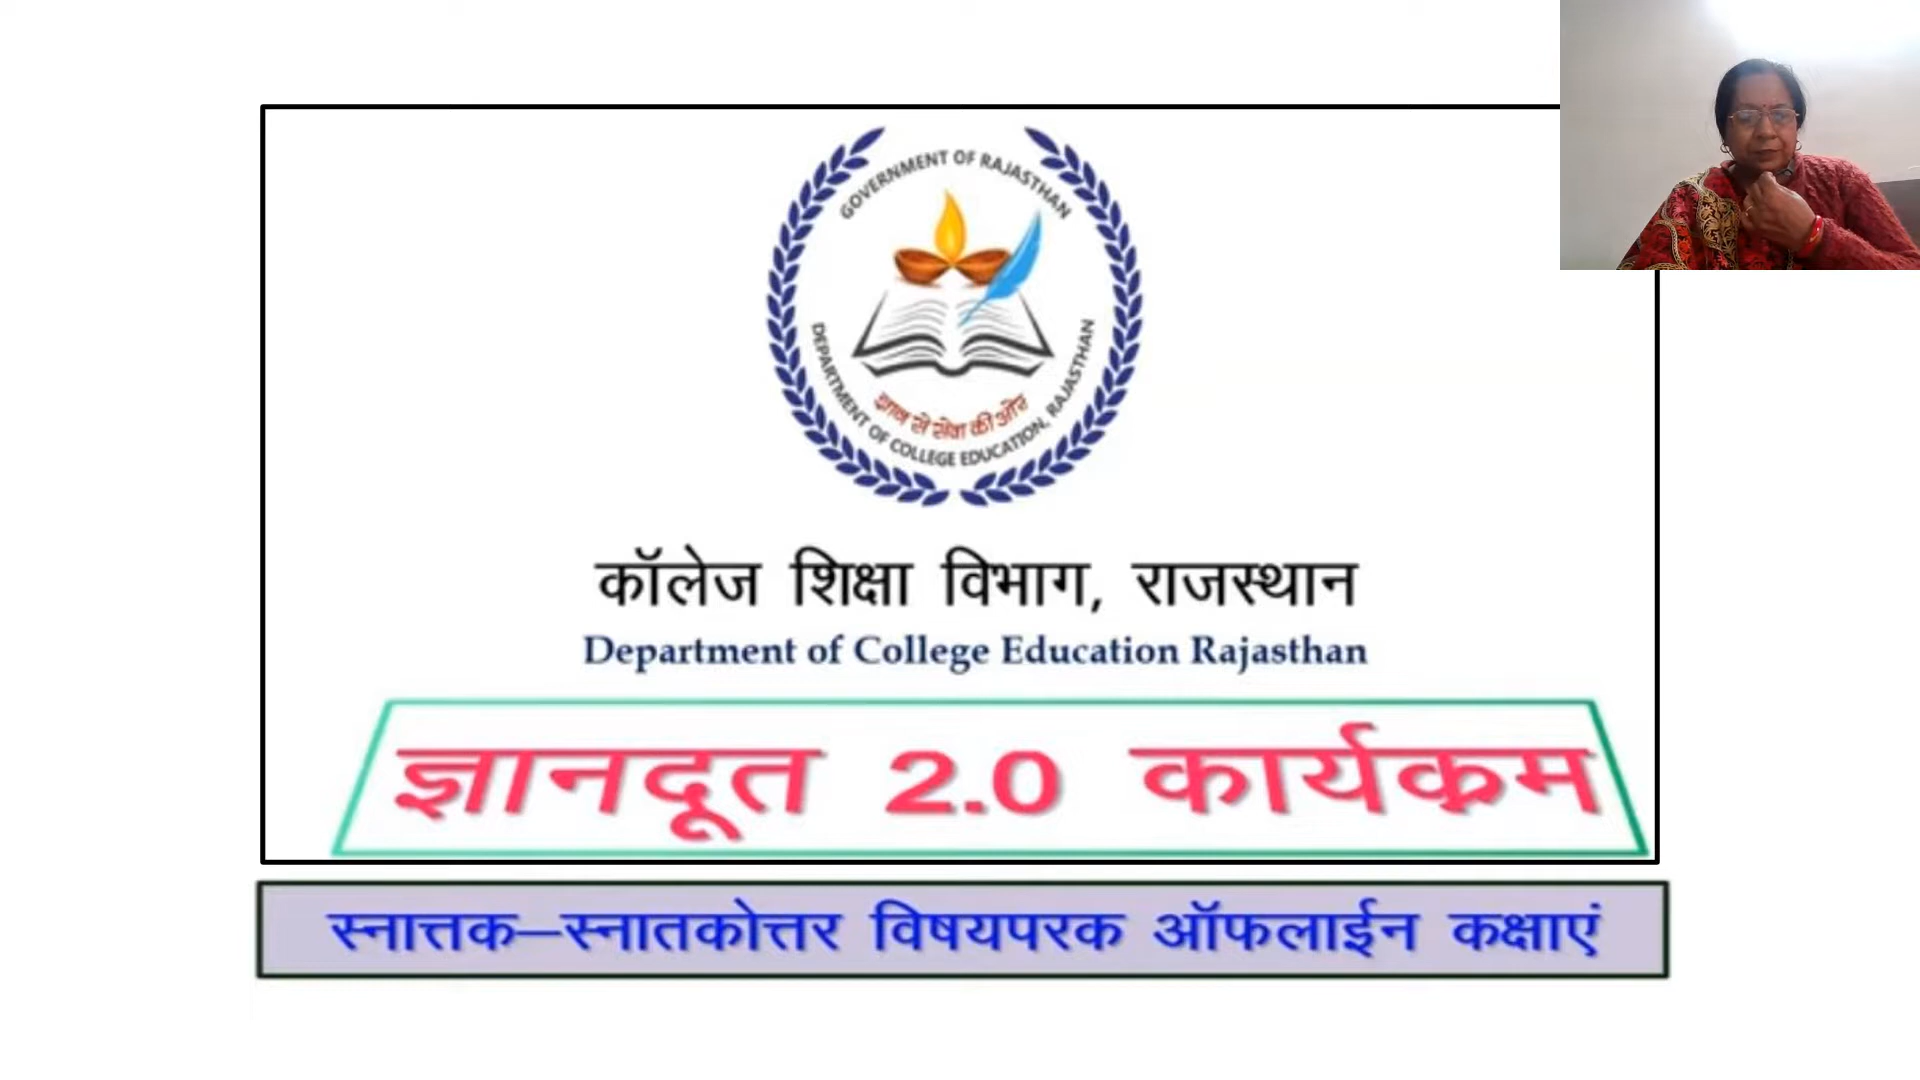 GOVERNMENT OF RAJASTHAN
ज्ञान से सेवा की ओर
DEPARTMENT OF COLLEGE EDUCATION, RAJASTHAN
कॉलेज शिक्षा विभाग, राजस्थान
Department of College Education Rajasthan
ज्ञानदूत 2.0 कार्यक्रम
स्नात्तक–स्नातकोत्तर विषयपरक ऑफलाईन कक्षाएं